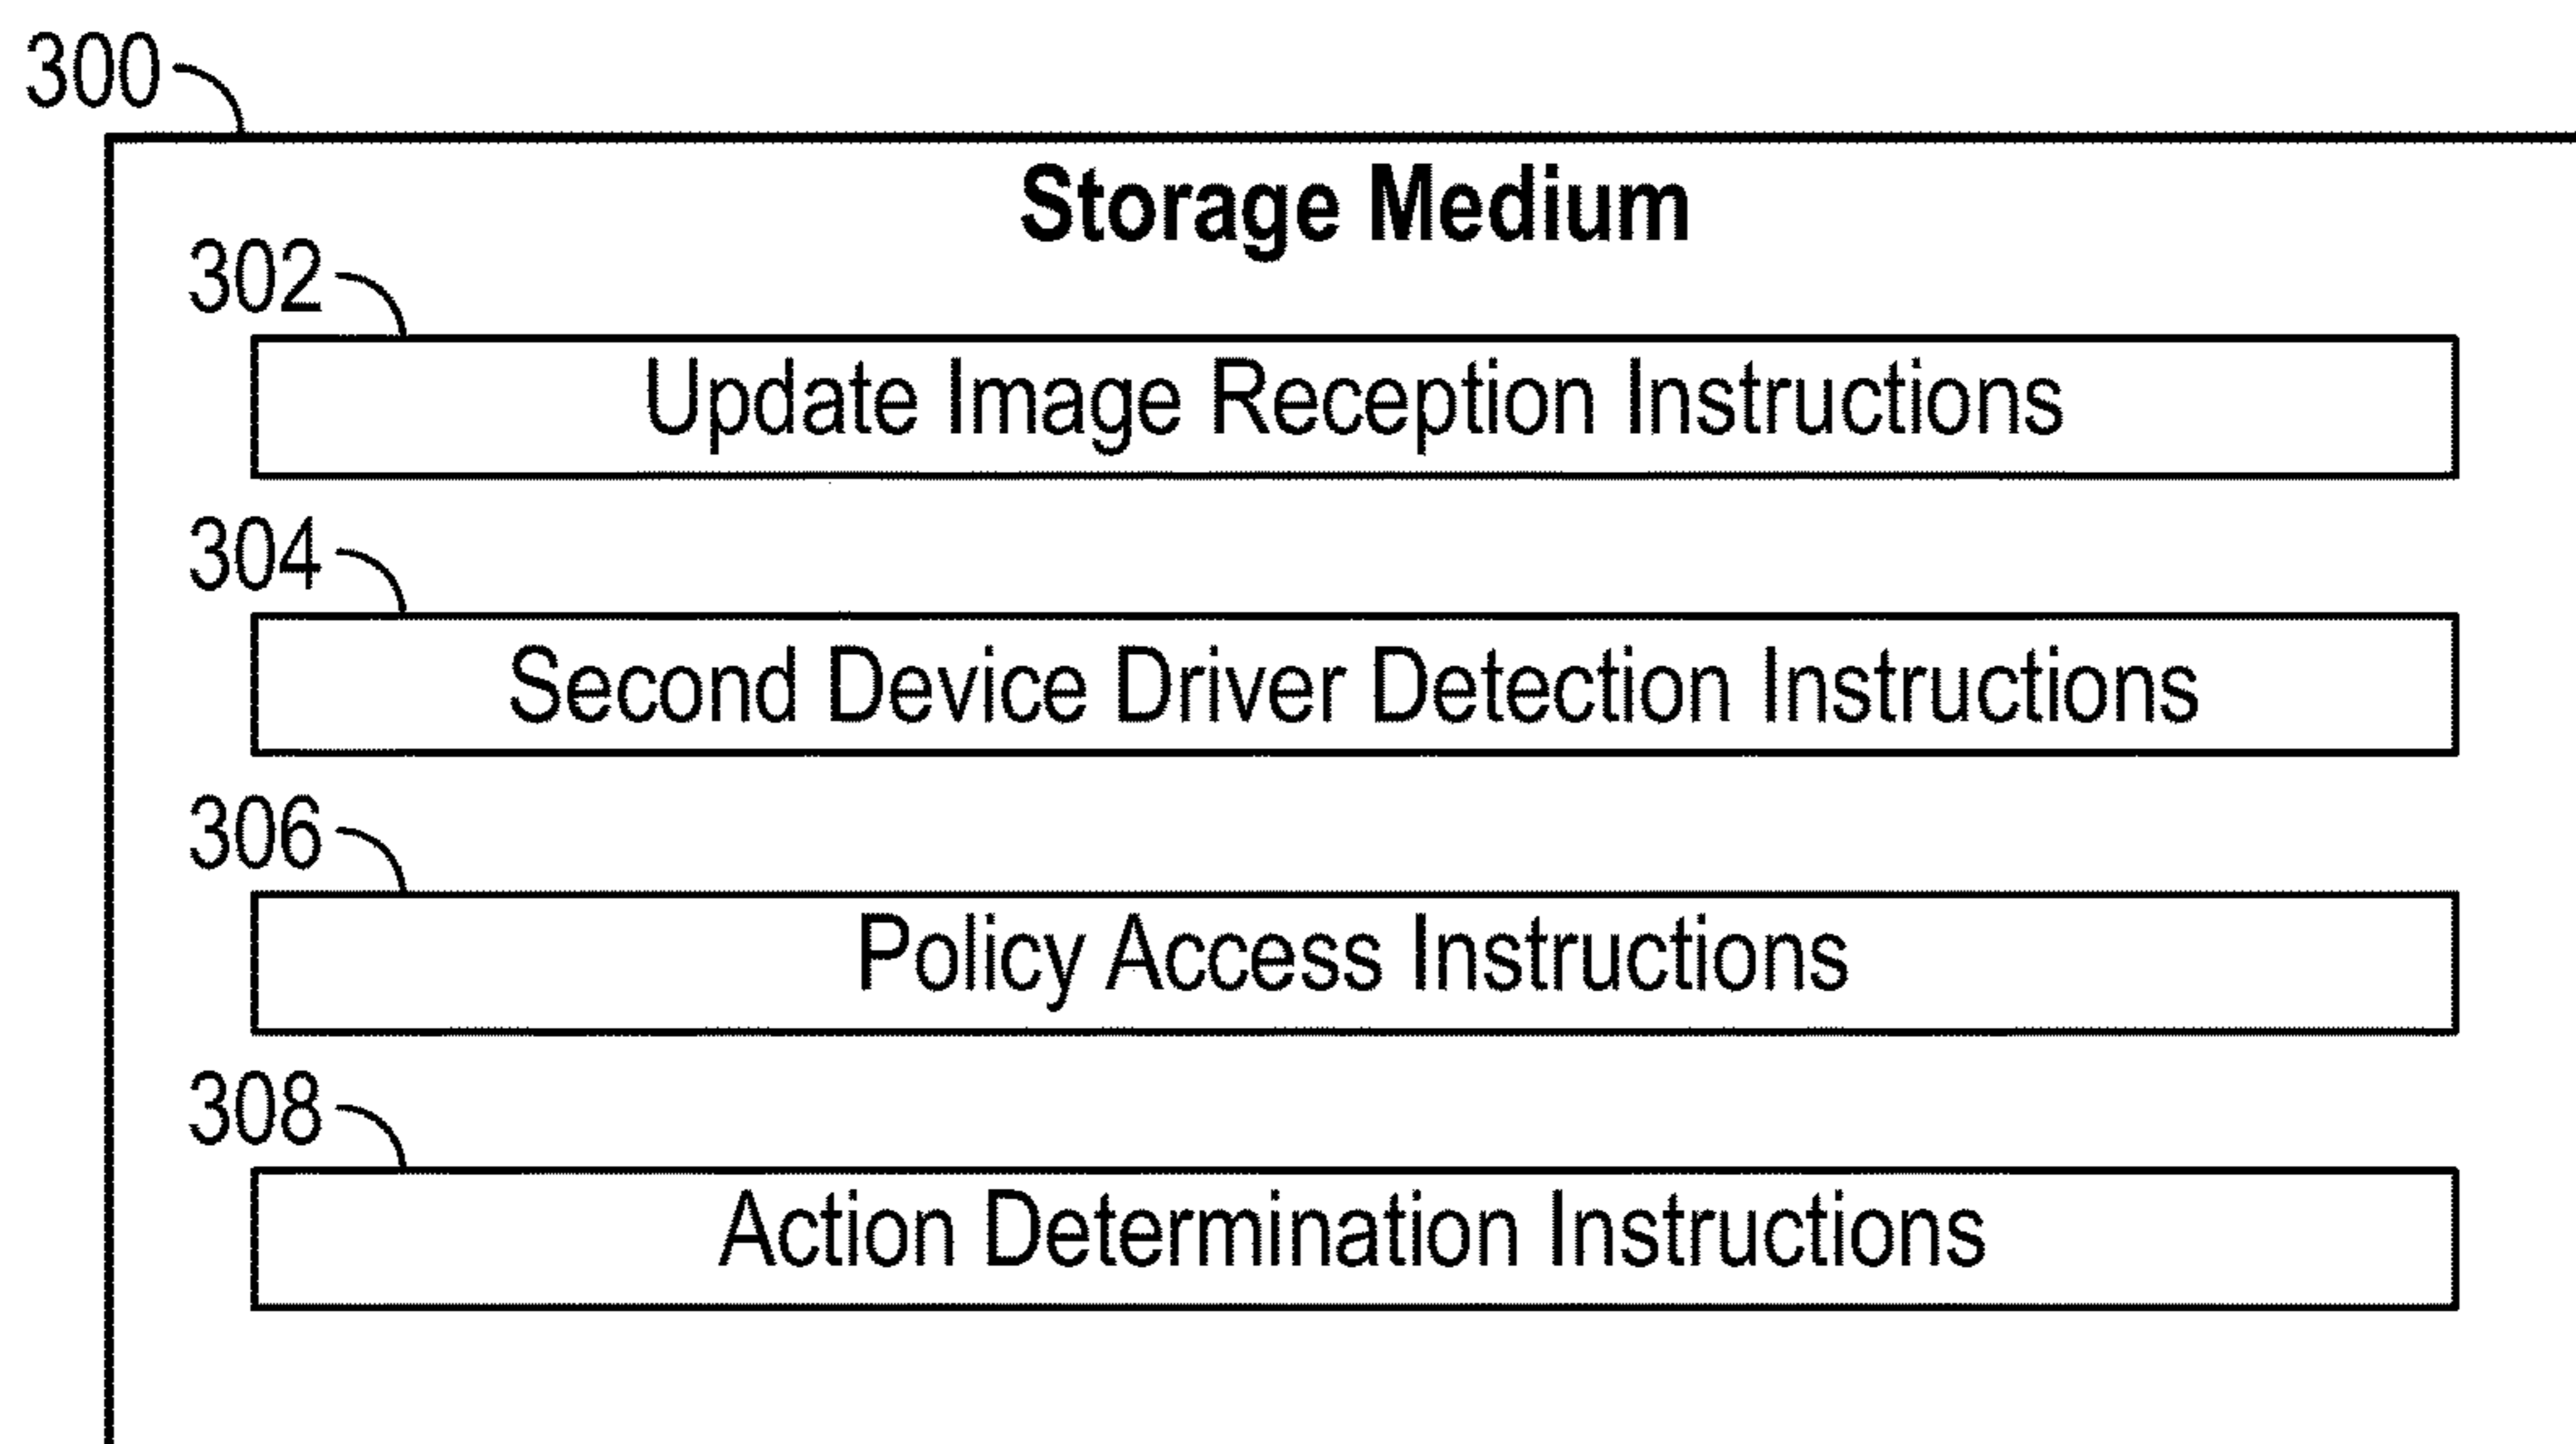 300
Storage Medium
302
Update Image Reception Instructions
304
Second Device Driver Detection Instructions
306
Policy Access Instructions
308
Action Determination Instructions